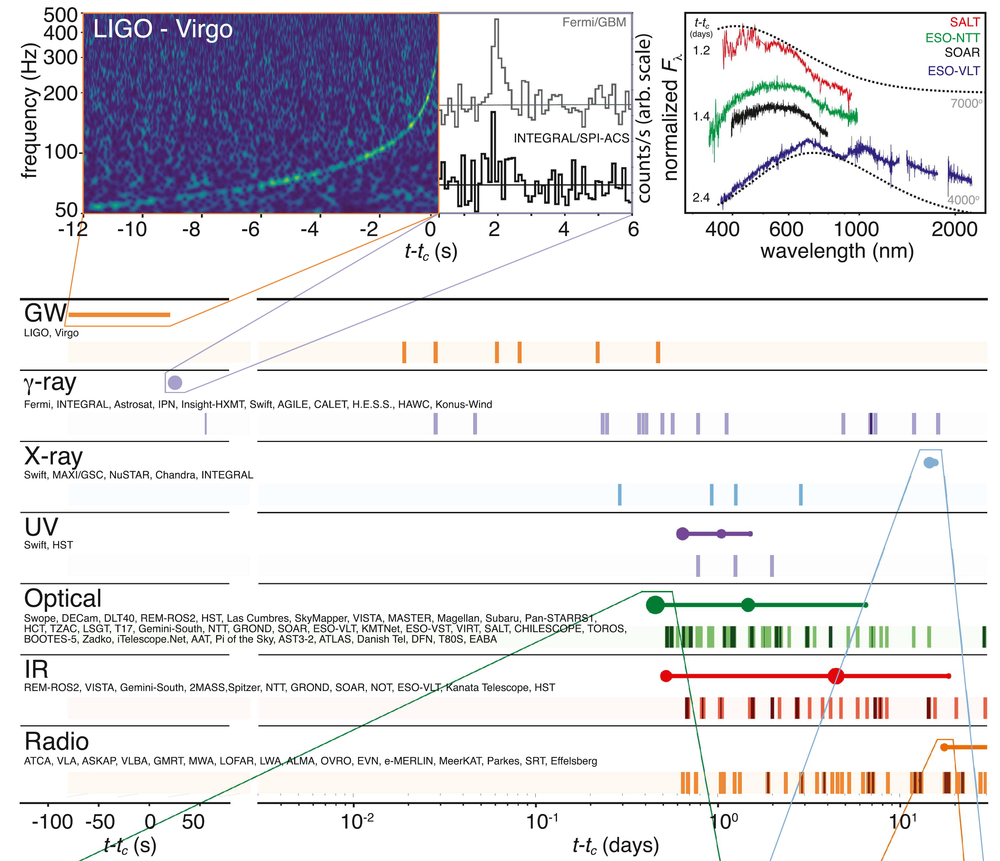 LIGO - Virgo
frequency (Hz)
500
400
300
200
100
50
-12 -10 -8 -6 -4 -2 0 2 4 6
t-tc (s)
Fermi/GBM
INTEGRAL/SPI-ACS
counts/s (arb. scale)
normalized Fλ
t-tc
(days)
1.2
1.4
2.4
SALT
ESO-NTT
SOAR
ESO-VLT
7000º
4000º
400 600 1000 2000
wavelength (nm)
GW
LIGO, Virgo
γ-ray
Fermi, INTEGRAL, Astrosat, IPN, Insight-HXMT, Swift, AGILE, CALET, H.E.S.S., HAWC, Konus-Wind
X-ray
Swift, MAXI/GSC, NuSTAR, Chandra, INTEGRAL
UV
Swift, HST
Optical
Swope, DECam, DLT40, REM-ROS2, HST, Las Cumbres, SkyMapper, VISTA, MASTER, Magellan, Subaru, Pan-STARRS1,
HCT, TZAC, LSGT, T17, Gemini-South, NTT, GROND, SOAR, ESO-VLT, KMTNet, ESO-VST, VIRT, SALT, CHILESCOPE, TOROS,
BOOTES-5, Zadko, iTelescope.Net, AAT, Pi of the Sky, AST3-2, ATLAS, Danish Tel, DFN, T80S, EABA
IR
REM-ROS2, VISTA, Gemini-South, 2MASS,Spitzer, NTT, GROND, SOAR, NOT, ESO-VLT, Kanata Telescope, HST
Radio
ATCA, VLA, ASKAP, VLBA, GMRT, MWA, LOFAR, LWA, ALMA, OVRO, EVN, e-MERLIN, MeerKAT, Parkes, SRT, Effelsberg
-100 -50 0 50 10⁻² 10⁻¹ 10⁰ 10¹
t-tc (s) t-tc (days)